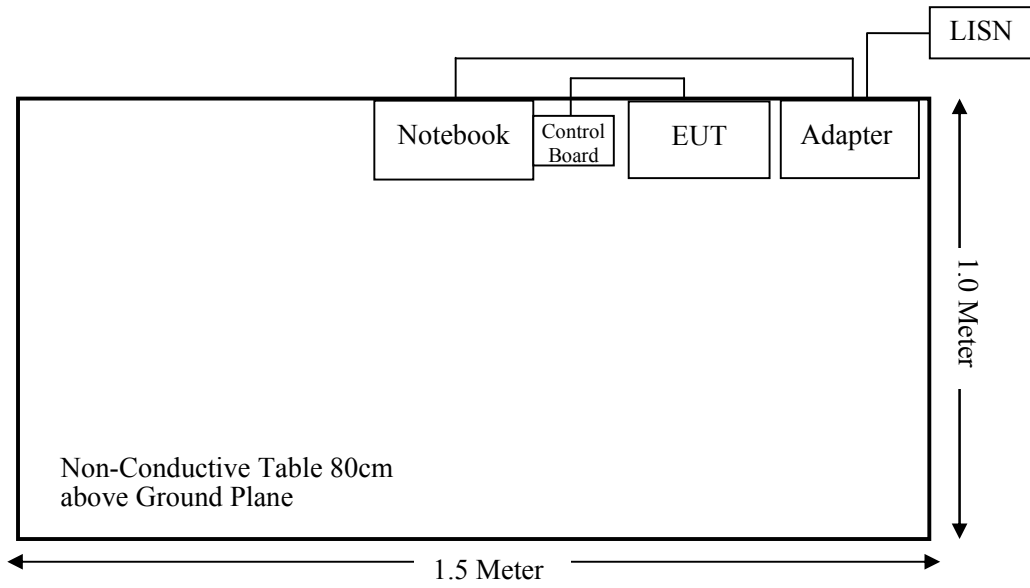 LISN
Notebook
Control
Board
EUT
Adapter
1.0 Meter
Non-Conductive Table 80cm
above Ground Plane
1.5 Meter